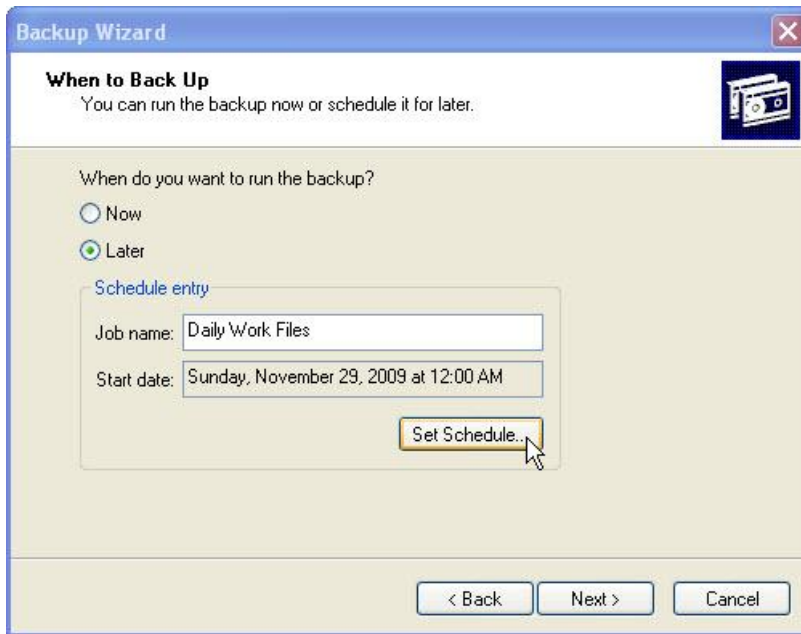 Backup Wizard
When to Back Up
You can run the backup now or schedule it for later.
When do you want to run the backup?
Now
Later
Schedule entry
Job name: Daily Work Files
Start date: Sunday, November 29, 2009 at 12:00 AM
Set Schedule...
< Back Next > Cancel